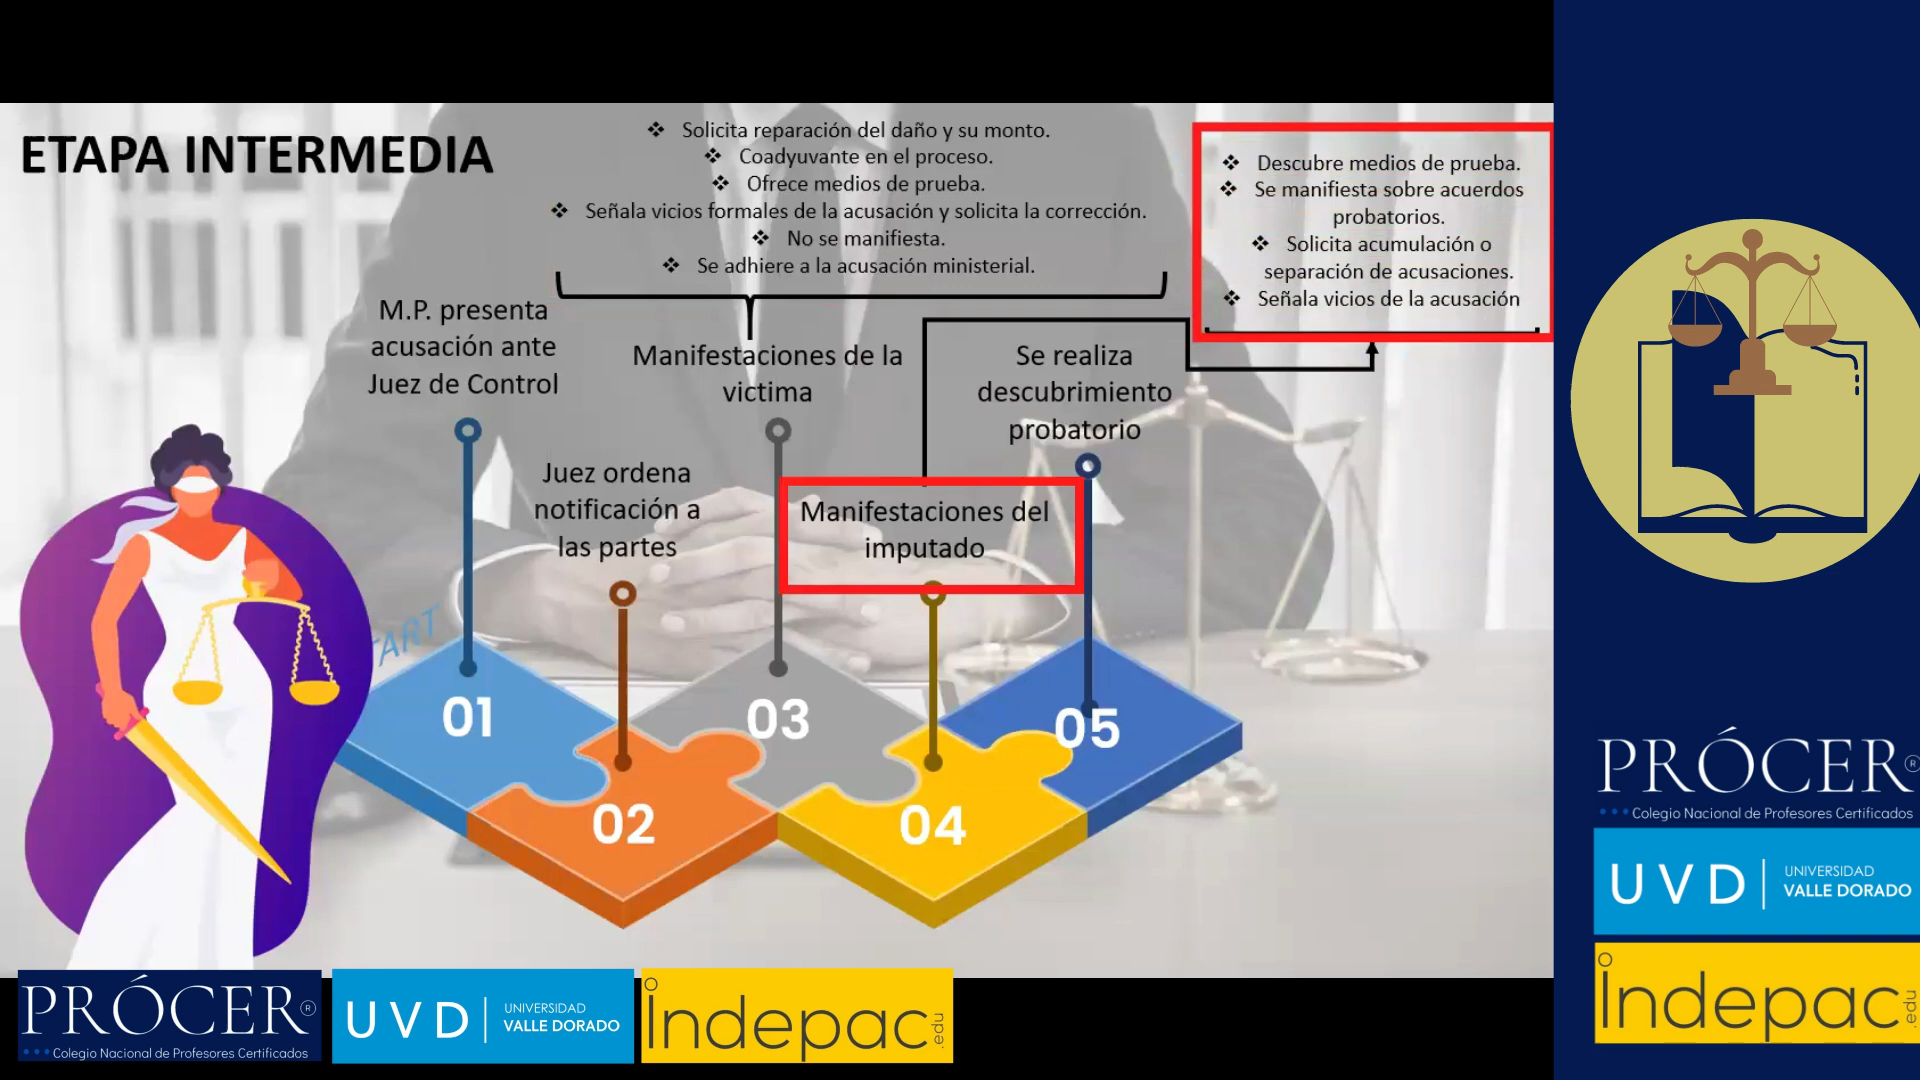 ETAPA INTERMEDIA
❖ Solicita reparación del daño y su monto.
❖ Coadyuvante en el proceso.
❖ Ofrece medios de prueba.
❖ Señala vicios formales de la acusación y solicita la corrección.
❖ No se manifiesta.
❖ Se adhiere a la acusación ministerial.
❖ Descubre medios de prueba.
❖ Se manifiesta sobre acuerdos
probatorios.
❖ Solicita acumulación o
separación de acusaciones.
❖ Señala vicios de la acusación
M.P. presenta
acusación ante
Juez de Control
Juez ordena
notificación a
las partes
Manifestaciones de la
victima
Manifestaciones del
imputado
Se realiza
descubrimiento
probatorio
TART
01
02
03
04
05
PRÓCER®
Colegio Nacional de Profesores Certificados
UVD
UNIVERSIDAD
VALLE DORADO
indepac.edu
PRÓCER®
Colegio Nacional de Profesores Certificados
UVD
UNIVERSIDAD
VALLE DORADO
indepac.edu